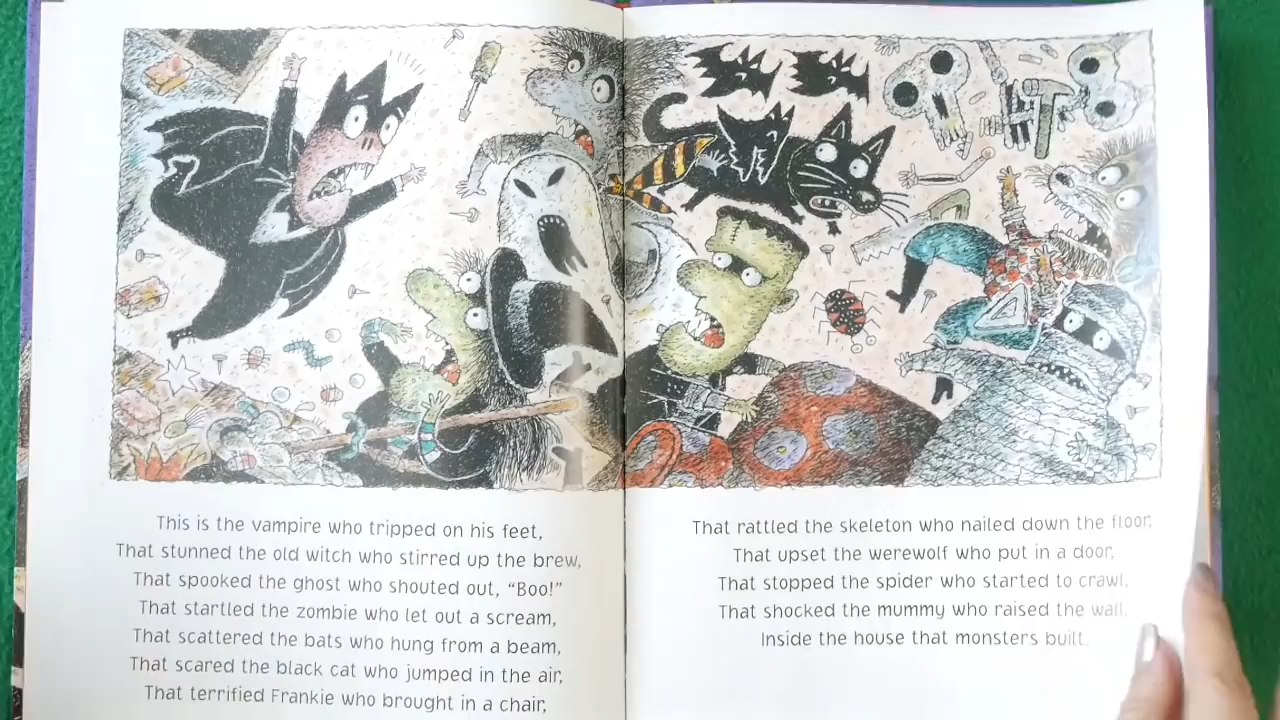 This is the vampire who tripped on his feet,
That stunned the old witch who stirred up the brew,
That spooked the ghost who shouted out, “Boo!”
That startled the zombie who let out a scream,
That scattered the bats who hung from a beam,
That scared the black cat who jumped in the air,
That terrified Frankie who brought in a chair,
That rattled the skeleton who nailed down the floor,
That upset the werewolf who put in a door,
That stopped the spider who started to crawl,
That shocked the mummy who raised the wall,
Inside the house that monsters built.